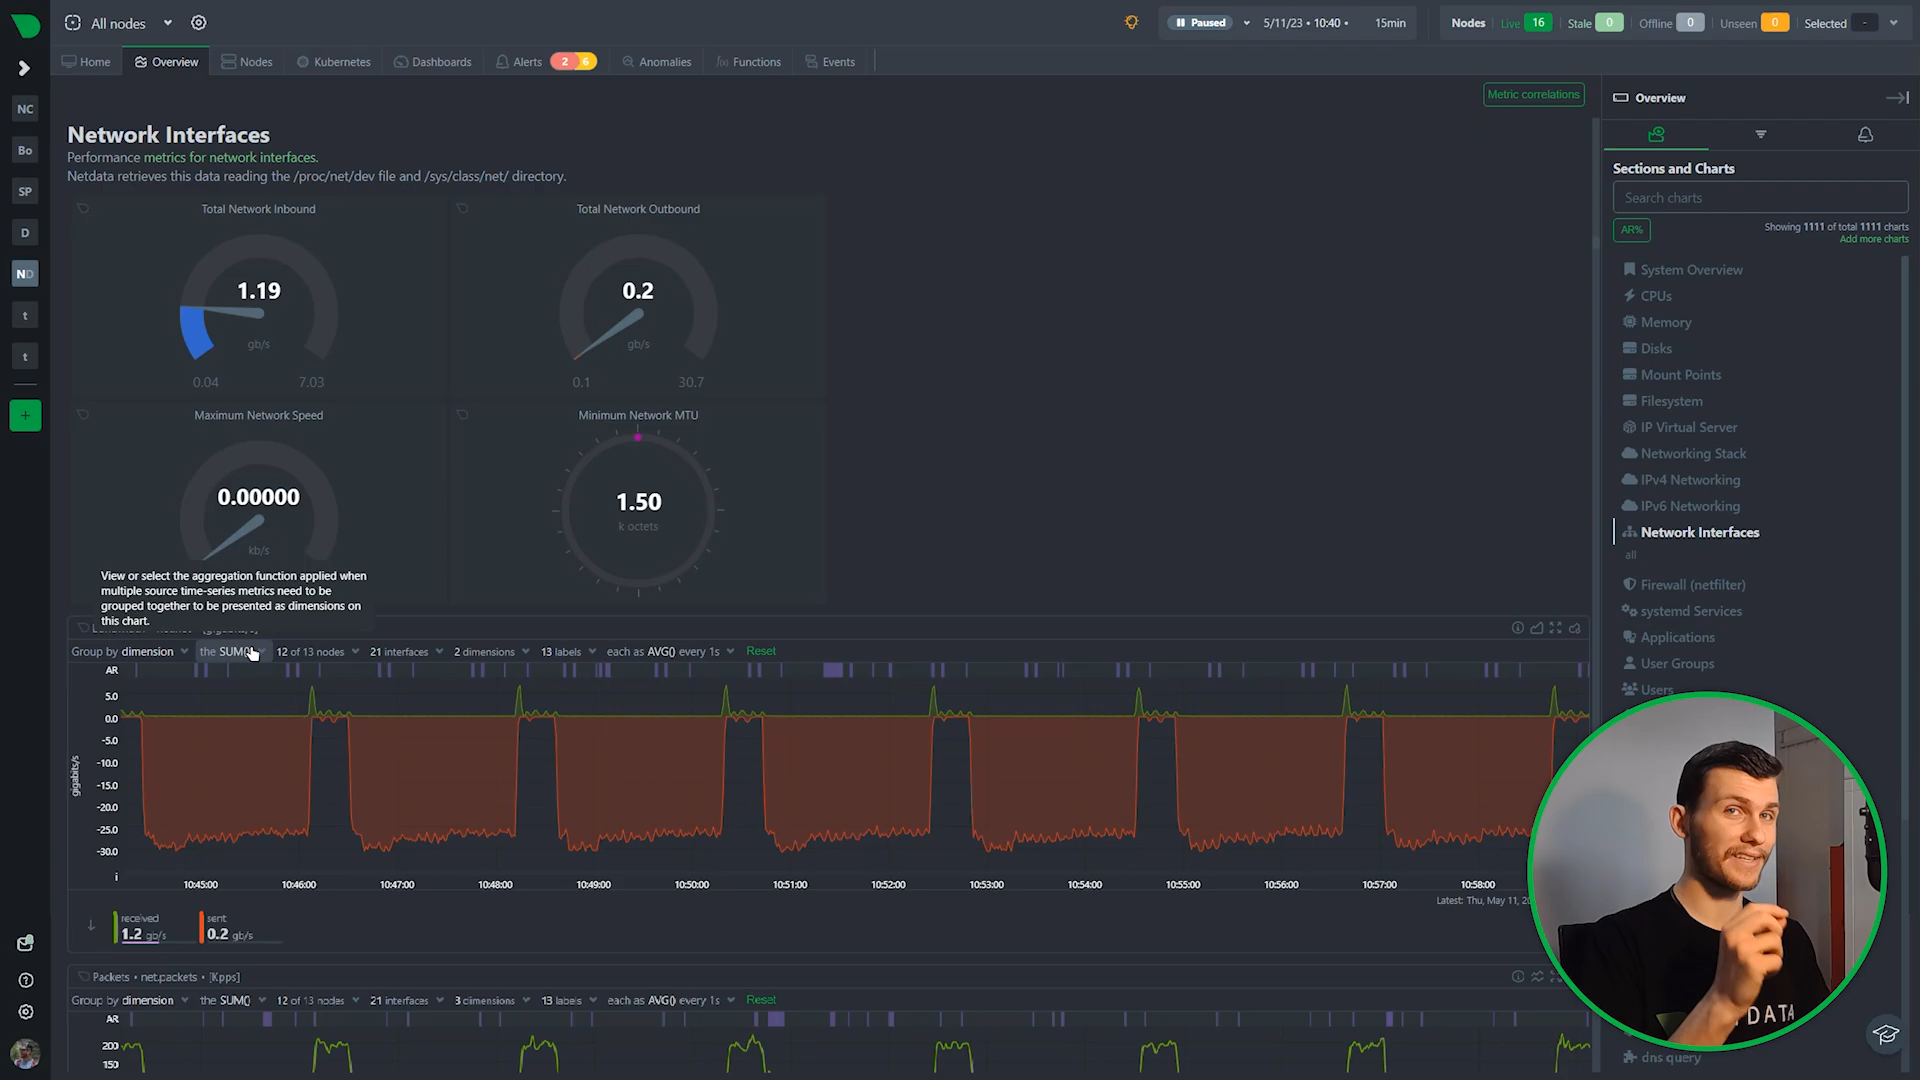 All nodes
Paused
5/11/23 • 10:40 •
15min
Nodes
Live 16
Stale 0
Offline 0
Unseen 0
Selected -
Home
Overview
Nodes
Kubernetes
Dashboards
Alerts 2 6
Anomalies
Functions
Events
NC
Bo
SP
D
ND
t
t
+
Metric correlations
Network Interfaces
Performance metrics for network interfaces.
Netdata retrieves this data reading the /proc/net/dev file and /sys/class/net/ directory.
Total Network Inbound
1.19
gb/s
0.04 7.03
Total Network Outbound
0.2
gb/s
0.1 30.7
Maximum Network Speed
0.00000
kb/s
Minimum Network MTU
1.50
k octets
View or select the aggregation function applied when
multiple source time-series metrics need to be
grouped together to be presented as dimensions on
this chart.
Group by dimension the SUM() 12 of 13 nodes 21 interfaces 2 dimensions 13 labels each as AVG() every 1s Reset
AR
5.0
0.0
-5.0
-10.0
-15.0
-20.0
-25.0
-30.0
gigabits/s
i
10:45:00 10:46:00 10:47:00 10:48:00 10:49:00 10:50:00 10:51:00 10:52:00 10:53:00 10:54:00 10:55:00 10:56:00 10:57:00 10:58:00
Latest: Thu, May 11,
received
1.2 gb/s
sent
0.2 gb/s
Packets • net.packets • [Kpps]
Group by dimension the SUM() 12 of 13 nodes 21 interfaces 3 dimensions 13 labels each as AVG() every 1s Reset
AR
200
150
Overview
Sections and Charts
Search charts
AR%
Showing 1111 of total 1111 charts
Add more charts
System Overview
CPUs
Memory
Disks
Mount Points
Filesystem
IP Virtual Server
Networking Stack
IPv4 Networking
IPv6 Networking
Network Interfaces
all
Firewall (netfilter)
systemd Services
Applications
User Groups
Users
dns query
DATA